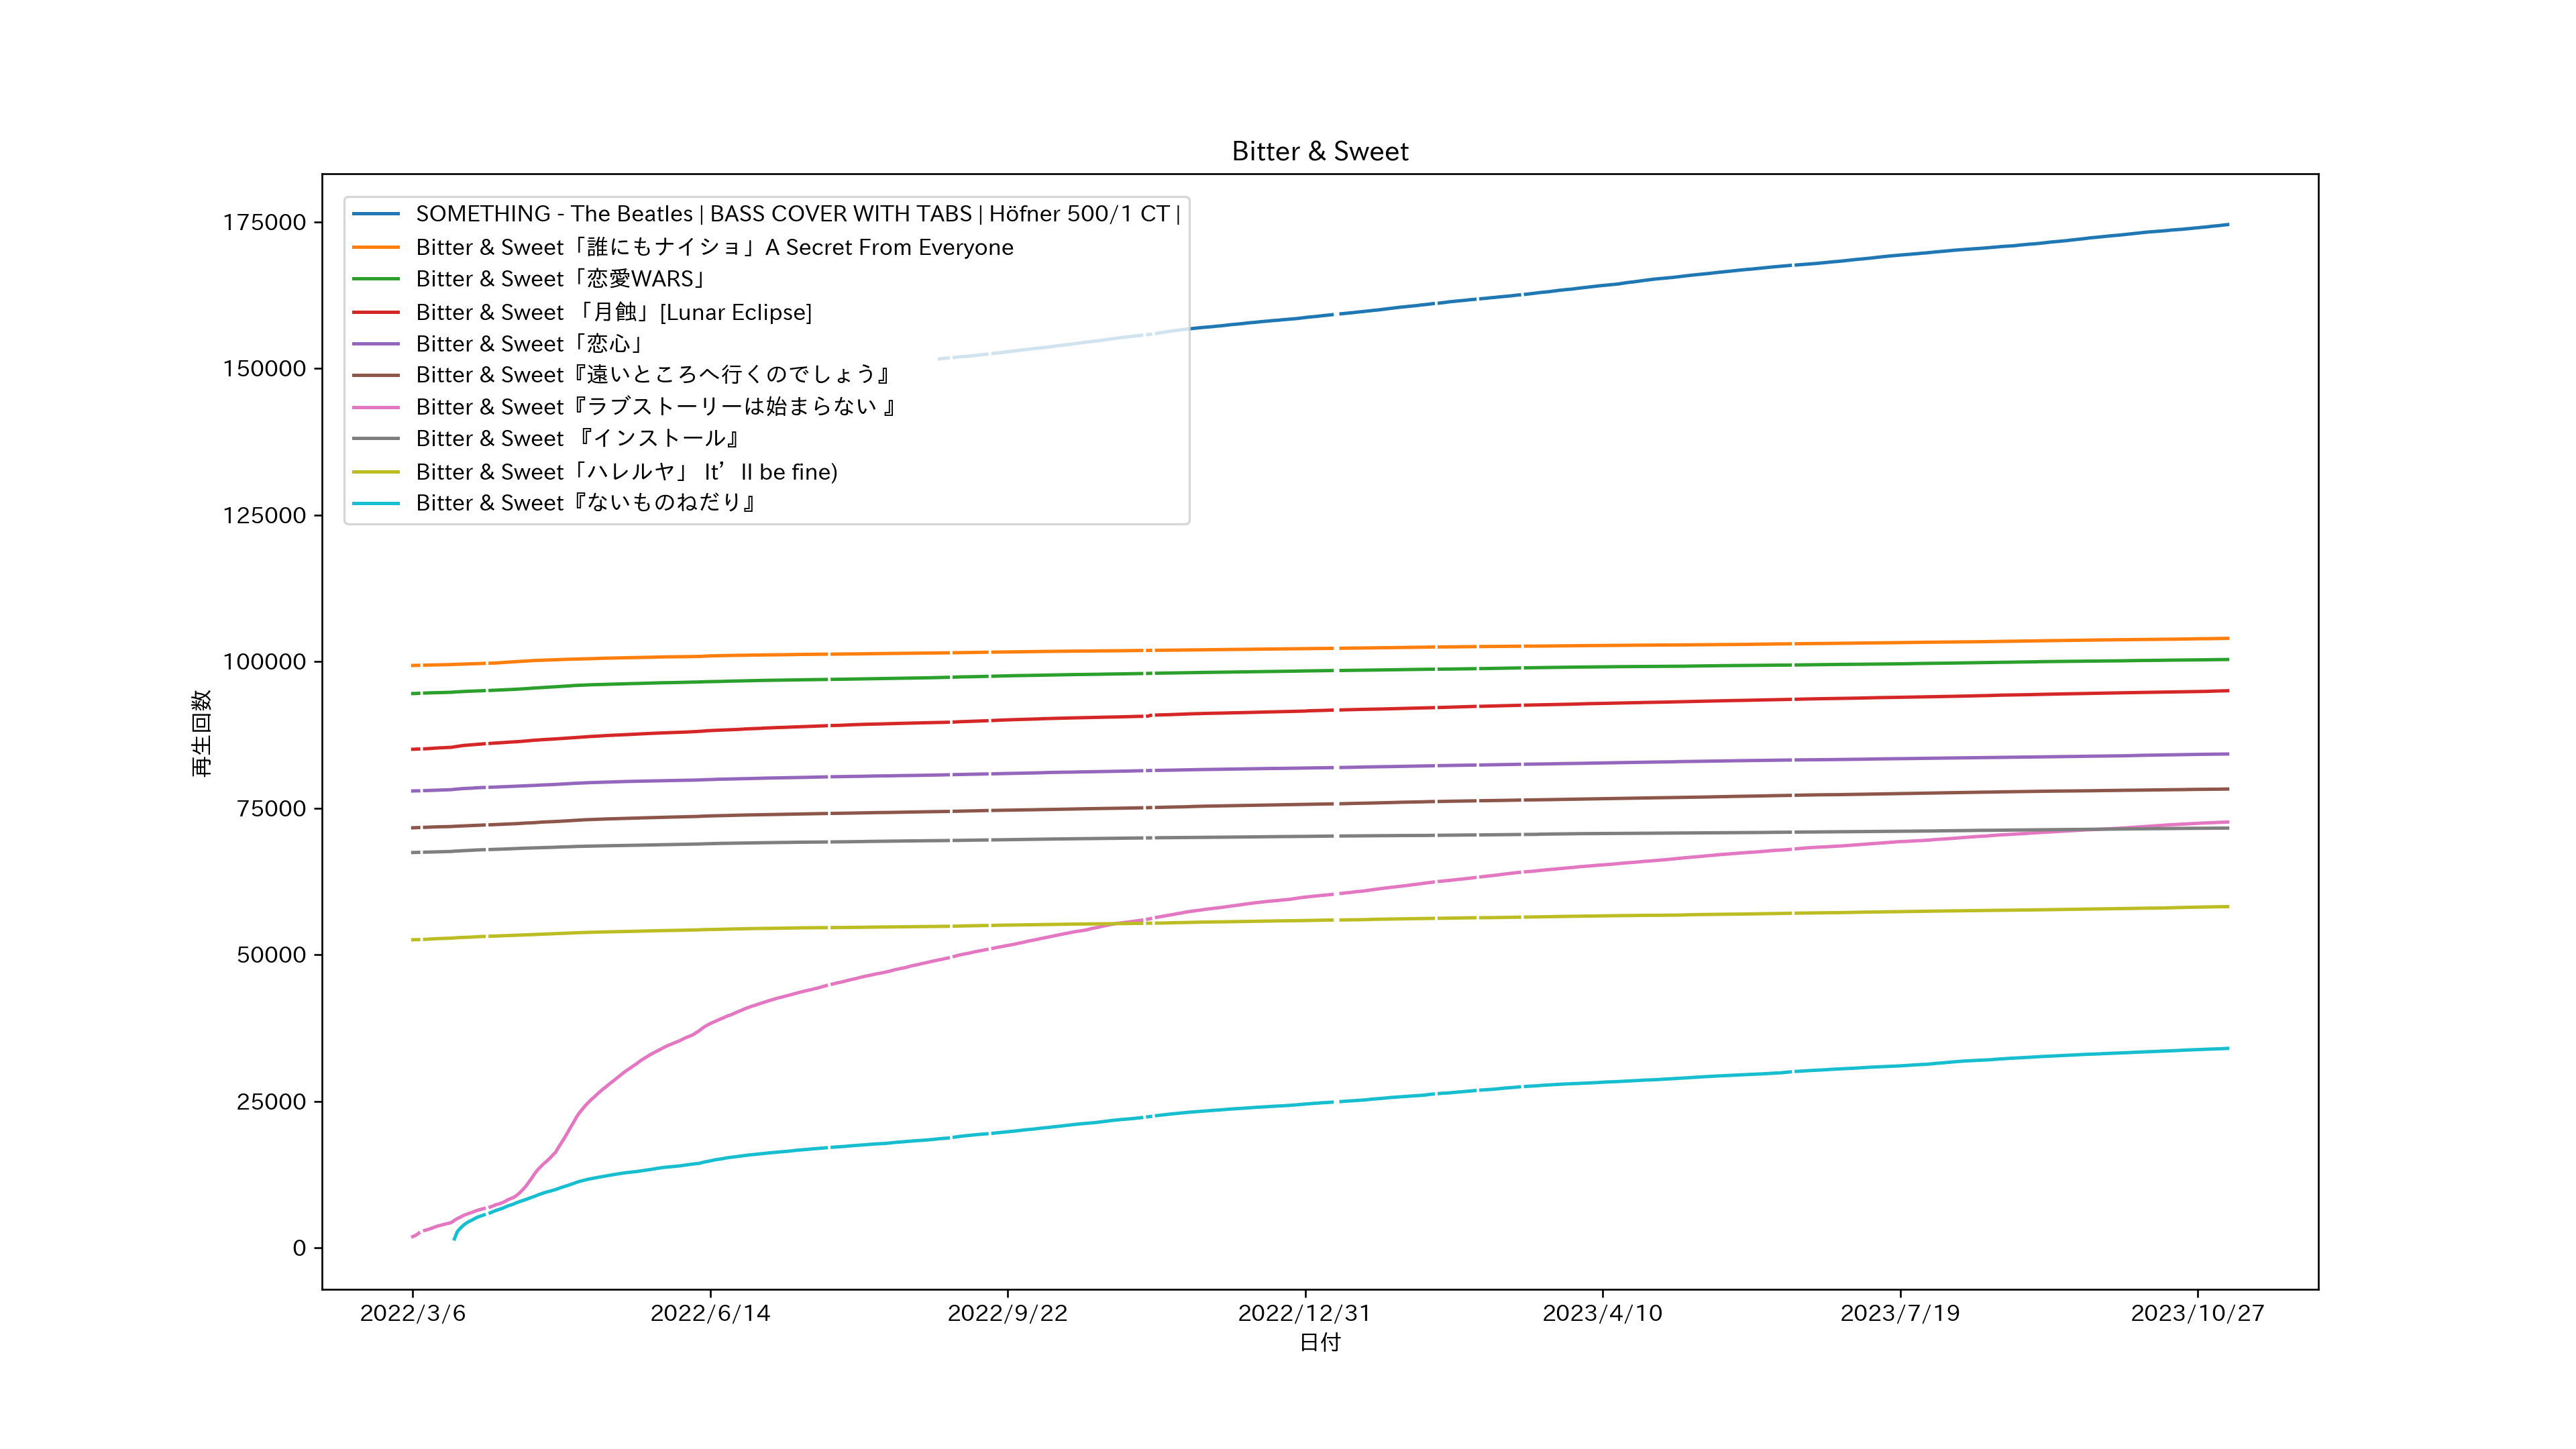 Bitter & Sweet
SOMETHING - The Beatles | BASS COVER WITH TABS | Höfner 500/1 CT |
Bitter & Sweet「誰にもナイショ」A Secret From Everyone
Bitter & Sweet「恋愛WARS」
Bitter & Sweet 「月蝕」[Lunar Eclipse]
Bitter & Sweet「恋心」
Bitter & Sweet『遠いところへ行くのでしょう』
Bitter & Sweet『ラブストーリーは始まらない 』
Bitter & Sweet 『インストール』
Bitter & Sweet「ハレルヤ」 It’ll be fine)
Bitter & Sweet『ないものねだり』
175000
150000
125000
100000
75000
50000
25000
0
再生回数
2022/3/6 2022/6/14 2022/9/22 2022/12/31 2023/4/10 2023/7/19 2023/10/27
日付